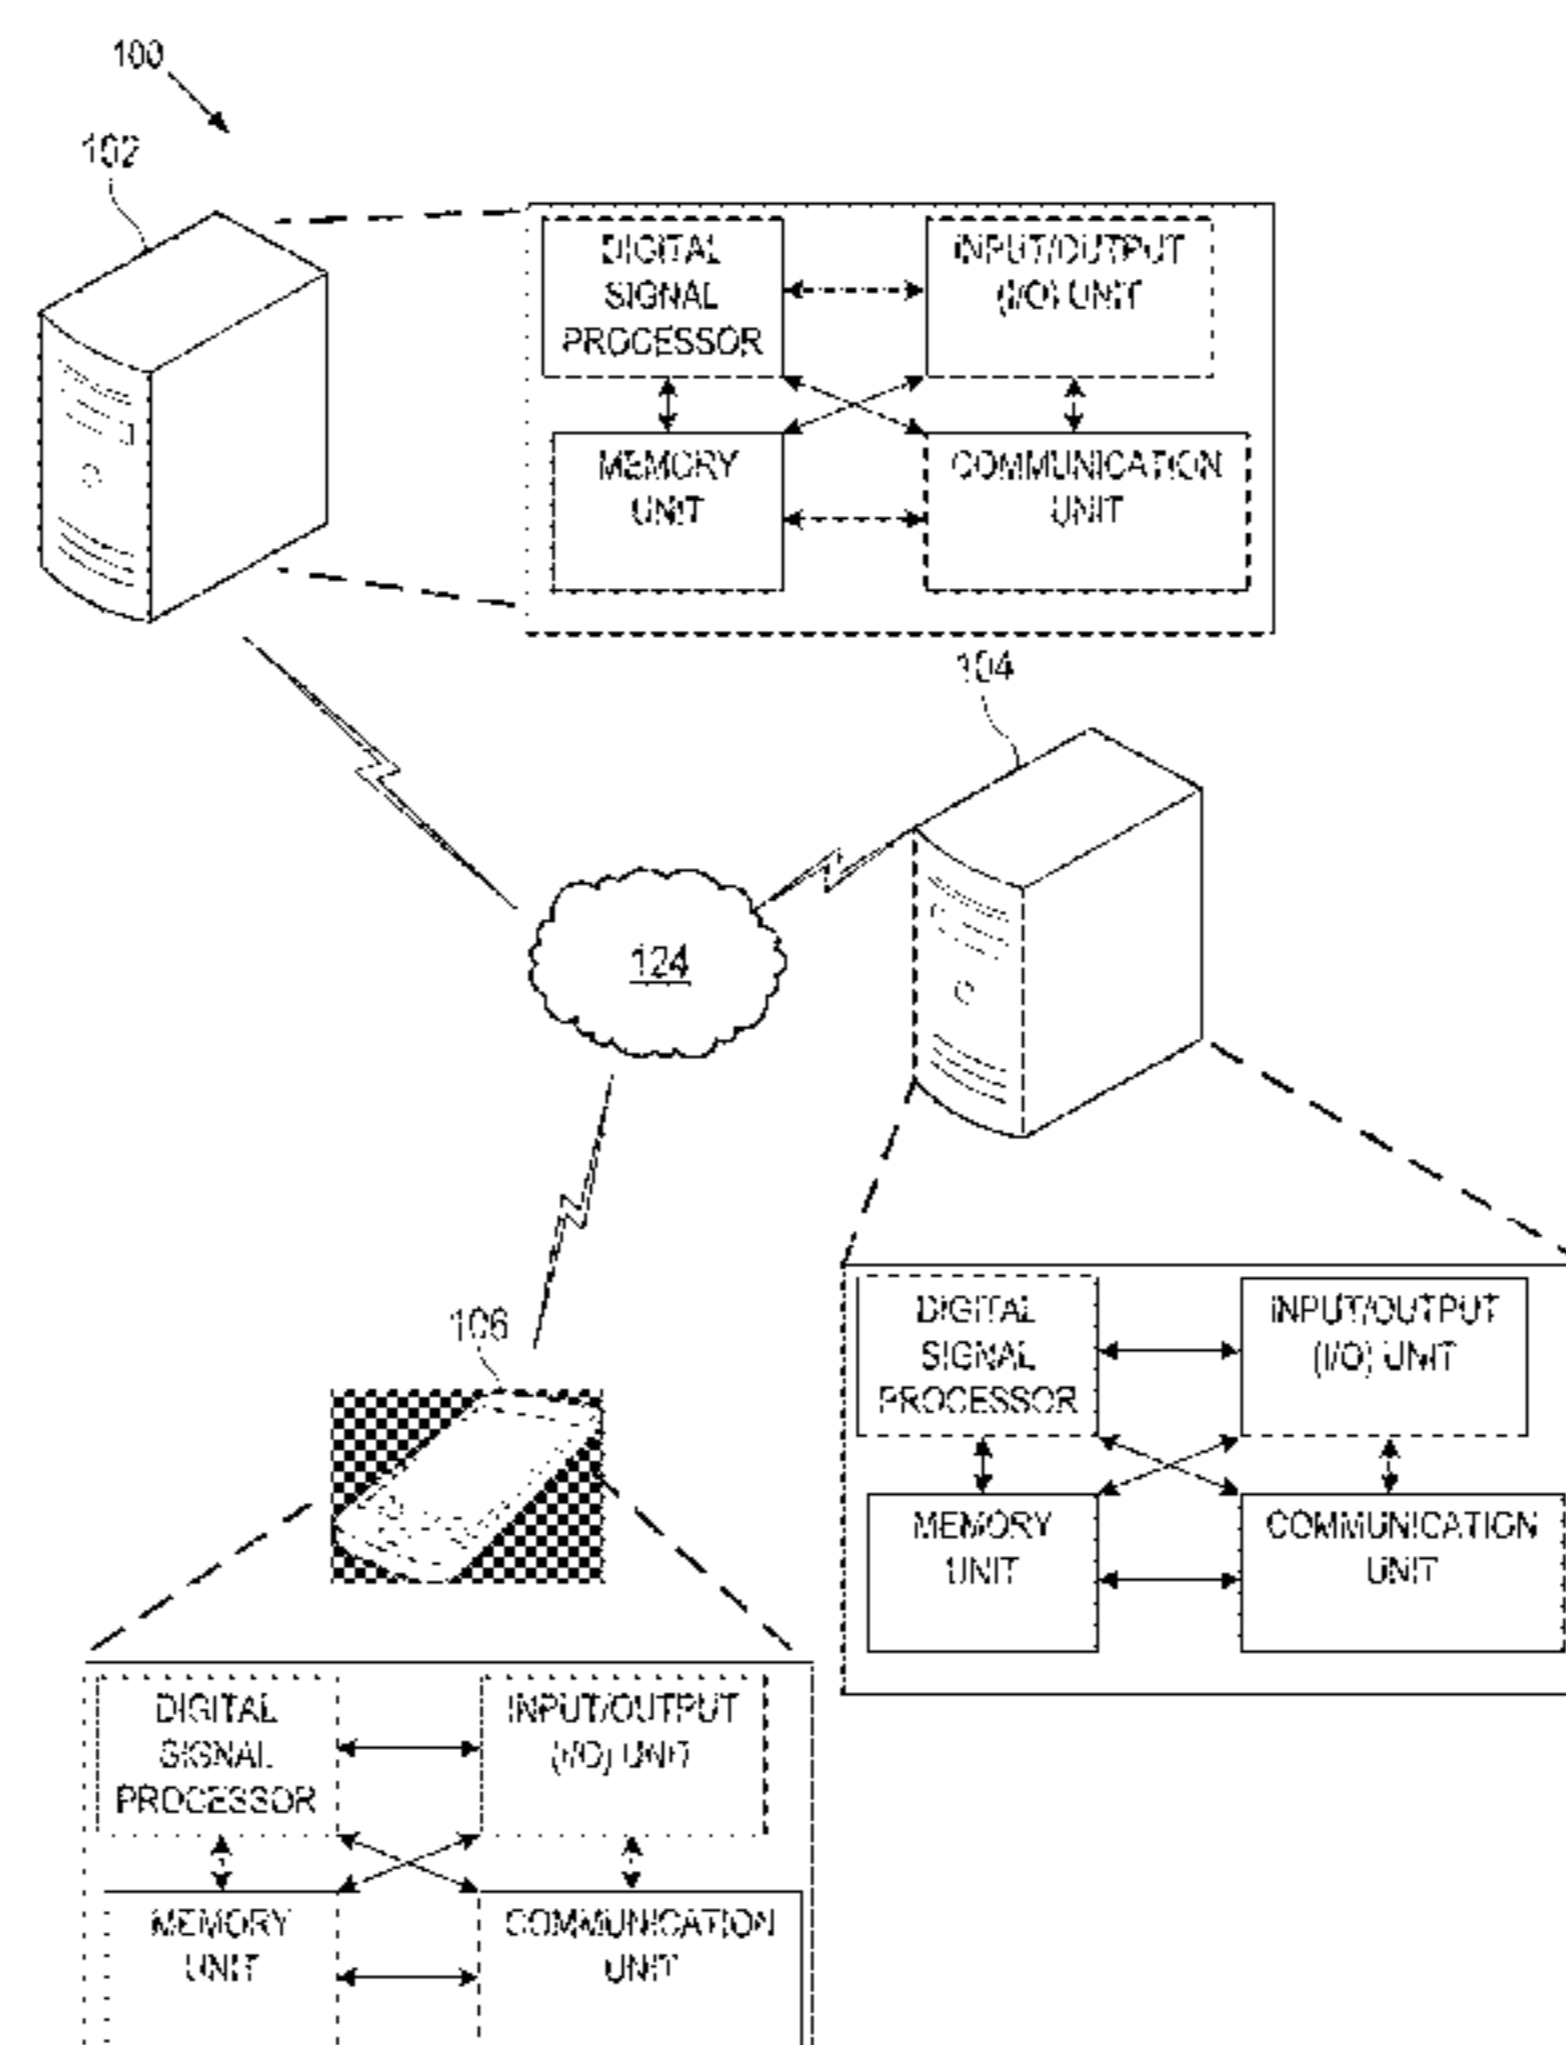 100
102
DIGITAL
SIGNAL
PROCESSOR
INPUT/OUTPUT
(I/O) UNIT
MEMORY
UNIT
COMMUNICATION
UNIT
104
124
106
DIGITAL
SIGNAL
PROCESSOR
INPUT/OUTPUT
(I/O) UNIT
MEMORY
UNIT
COMMUNICATION
UNIT
DIGITAL
SIGNAL
PROCESSOR
INPUT/OUTPUT
(I/O) UNIT
MEMORY
UNIT
COMMUNICATION
UNIT